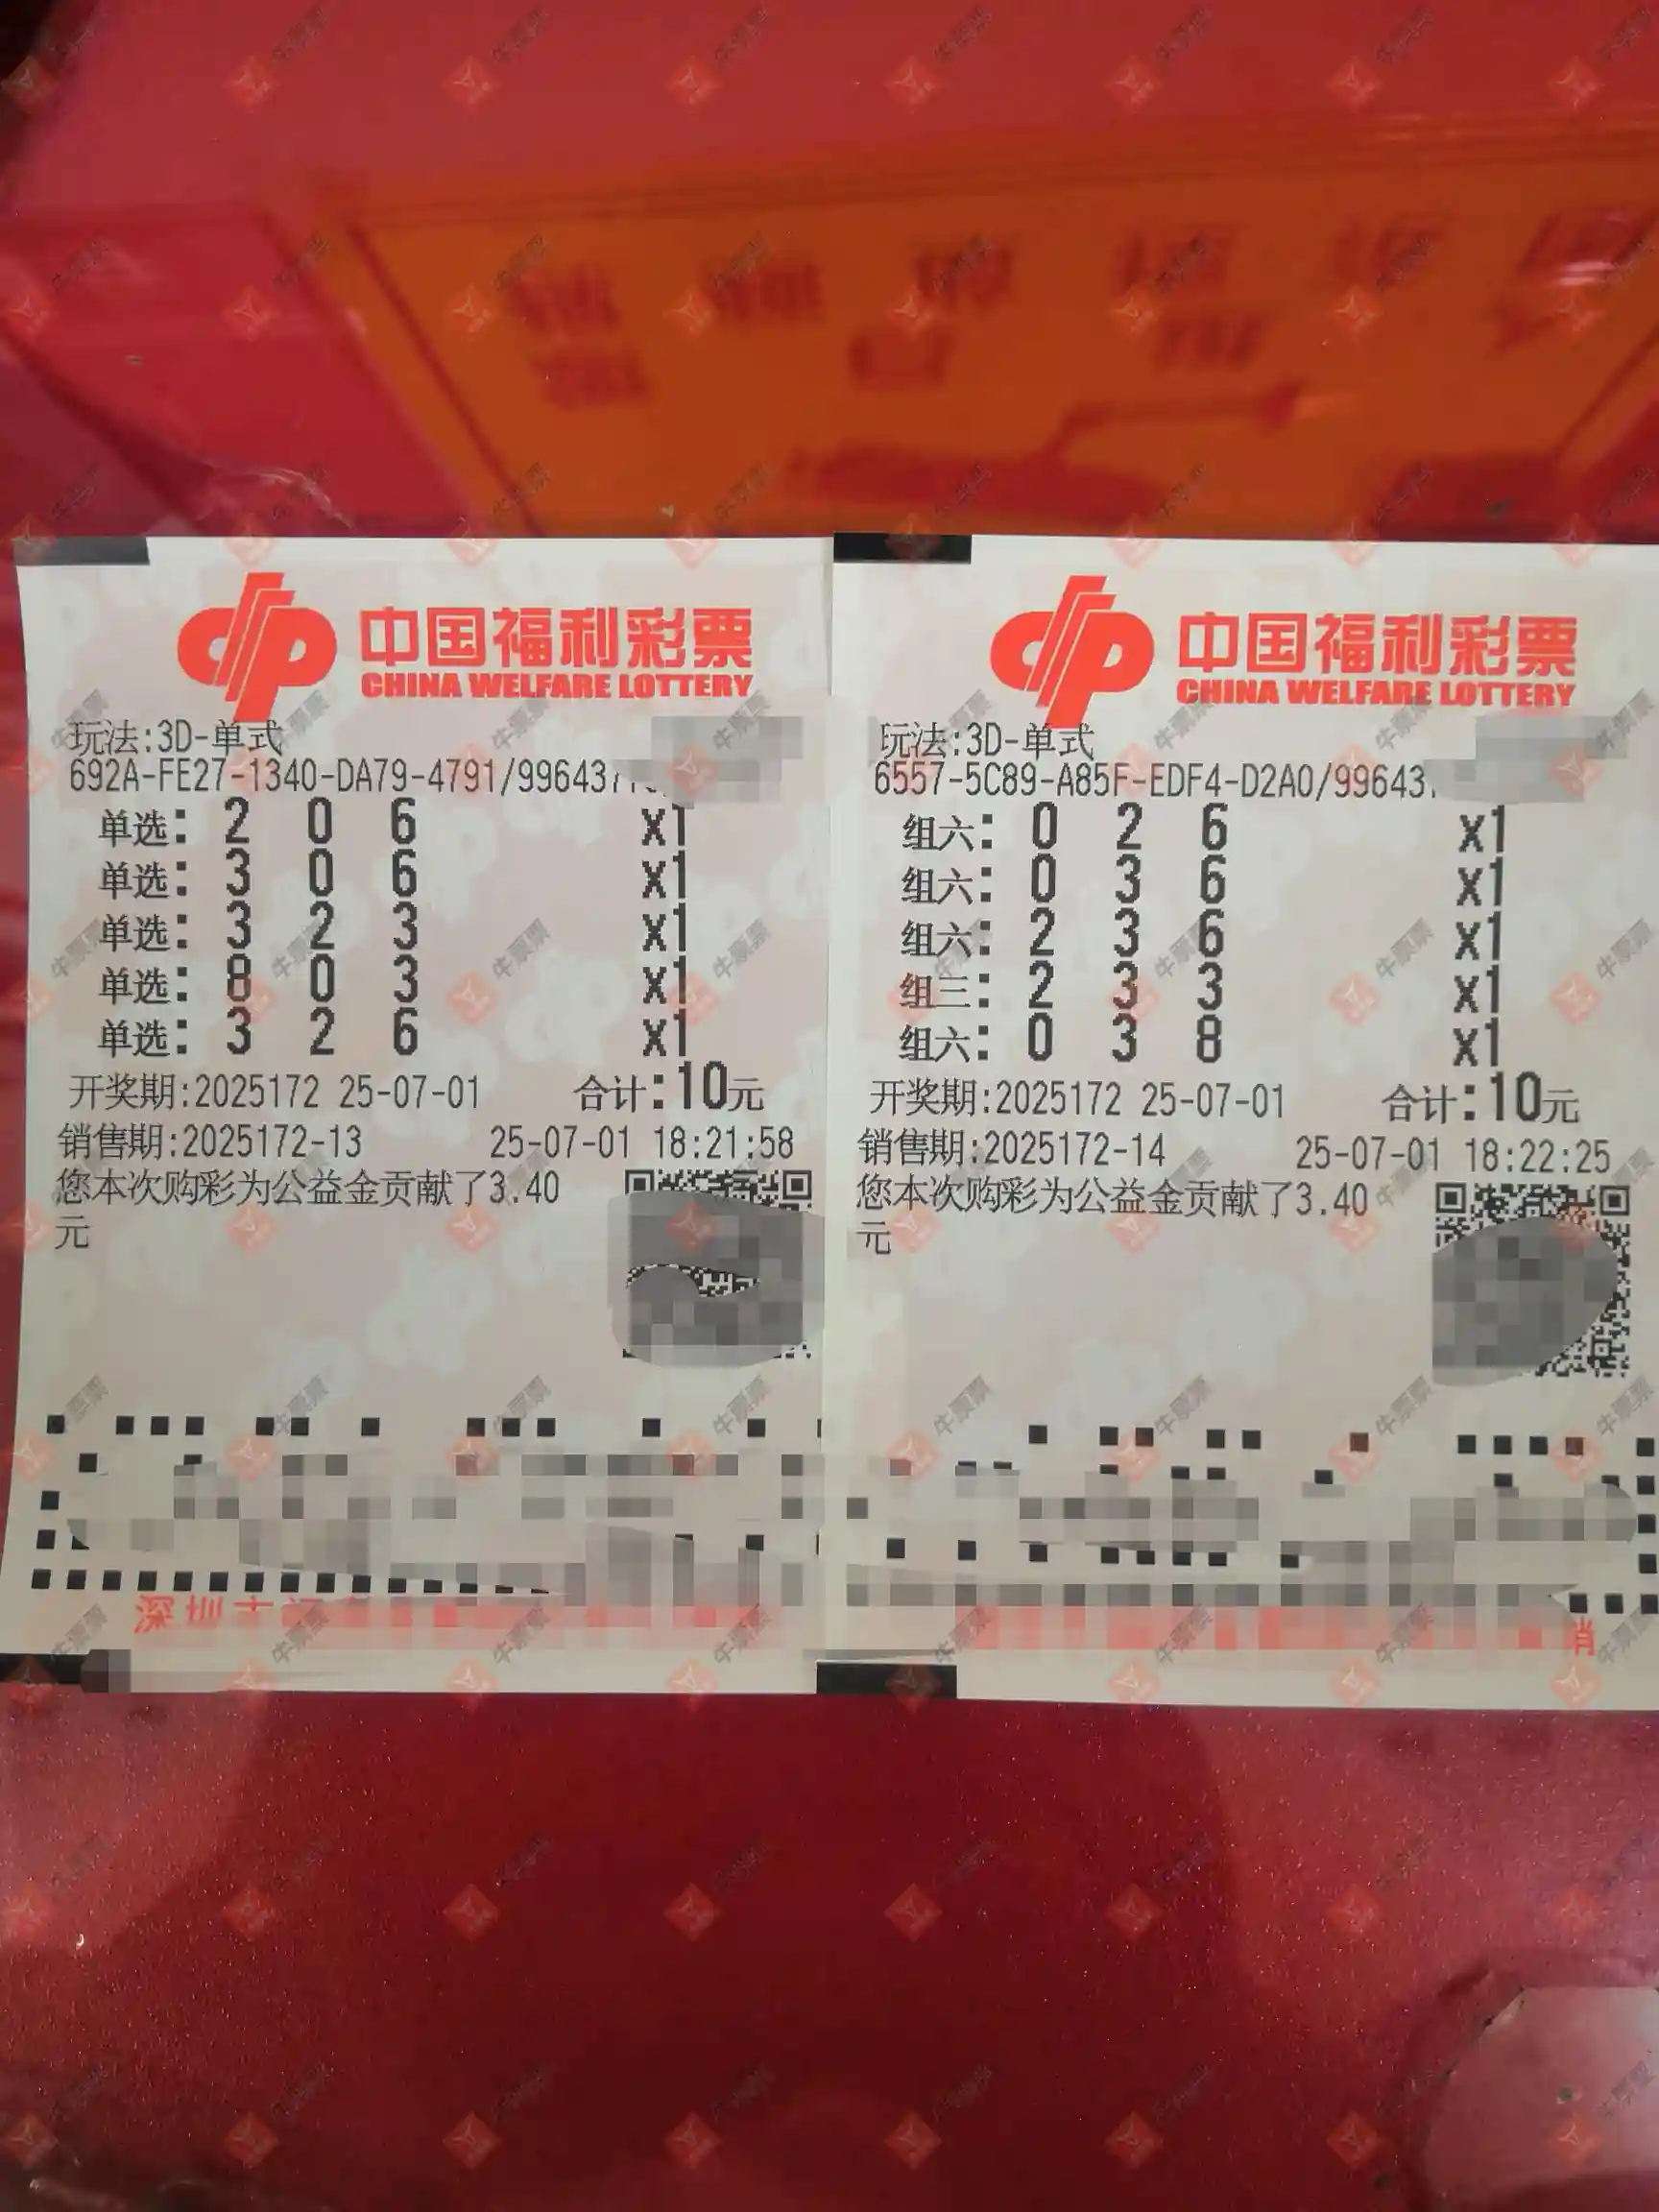 中国福利彩票
CHINA WELFARE LOTTERY
玩法:3D-单式
692A-FE27-1340-DA79-4791/99643
单选: 2 0 6 x1
单选: 3 0 6 x1
单选: 3 2 3 x1
单选: 8 0 3 x1
单选: 3 2 6 x1
开奖期:2025172 25-07-01 合计:10元
销售期:2025172-13 25-07-01 18:21:58
您本次购彩为公益金贡献了3.40
元
深圳
中国福利彩票
CHINA WELFARE LOTTERY
玩法:3D-单式
6557-5C89-A85F-EDF4-D2A0/99643
组六: 0 2 6 x1
组六: 0 3 6 x1
组六: 2 3 6 x1
组三: 2 3 3 x1
组六: 0 3 8 x1
开奖期:2025172 25-07-01 合计:10元
销售期:2025172-14 25-07-01 18:22:25
您本次购彩为公益金贡献了3.40
元
牛票票